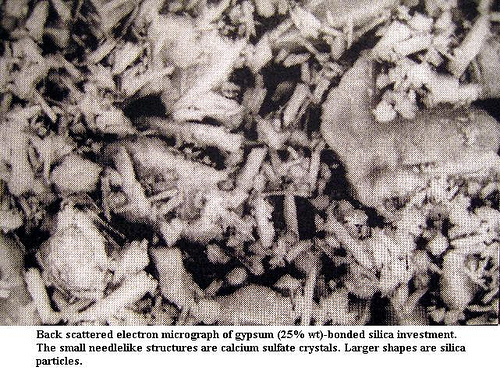 Back scattered electron micrograph of gypsum (25% wt)-bonded silica investment.
The small needlelike structures are calcium sulfate crystals. Larger shapes are silica
particles.